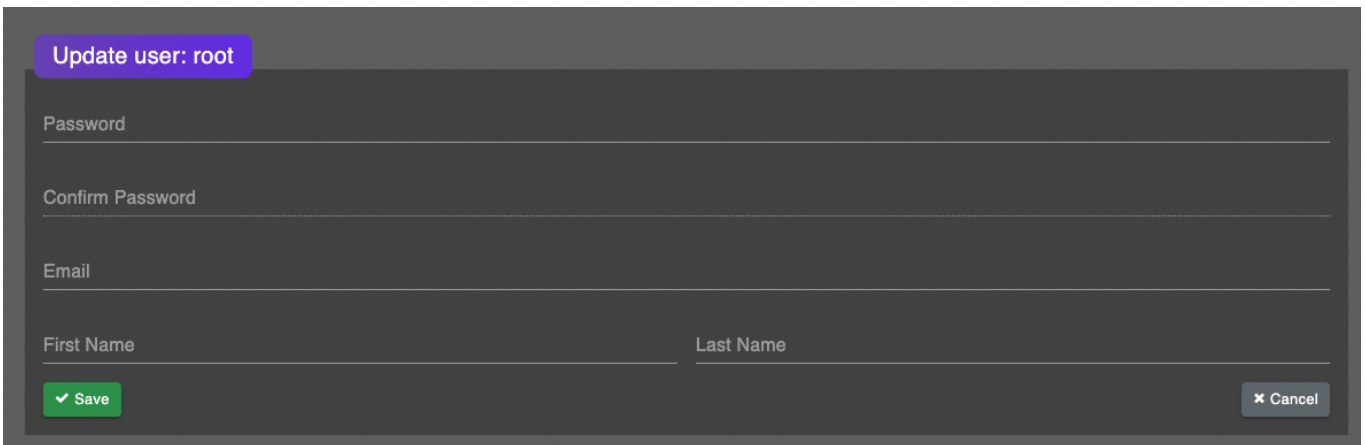 Update user: root
Password
Confirm Password
Email
First Name Last Name
Save Cancel